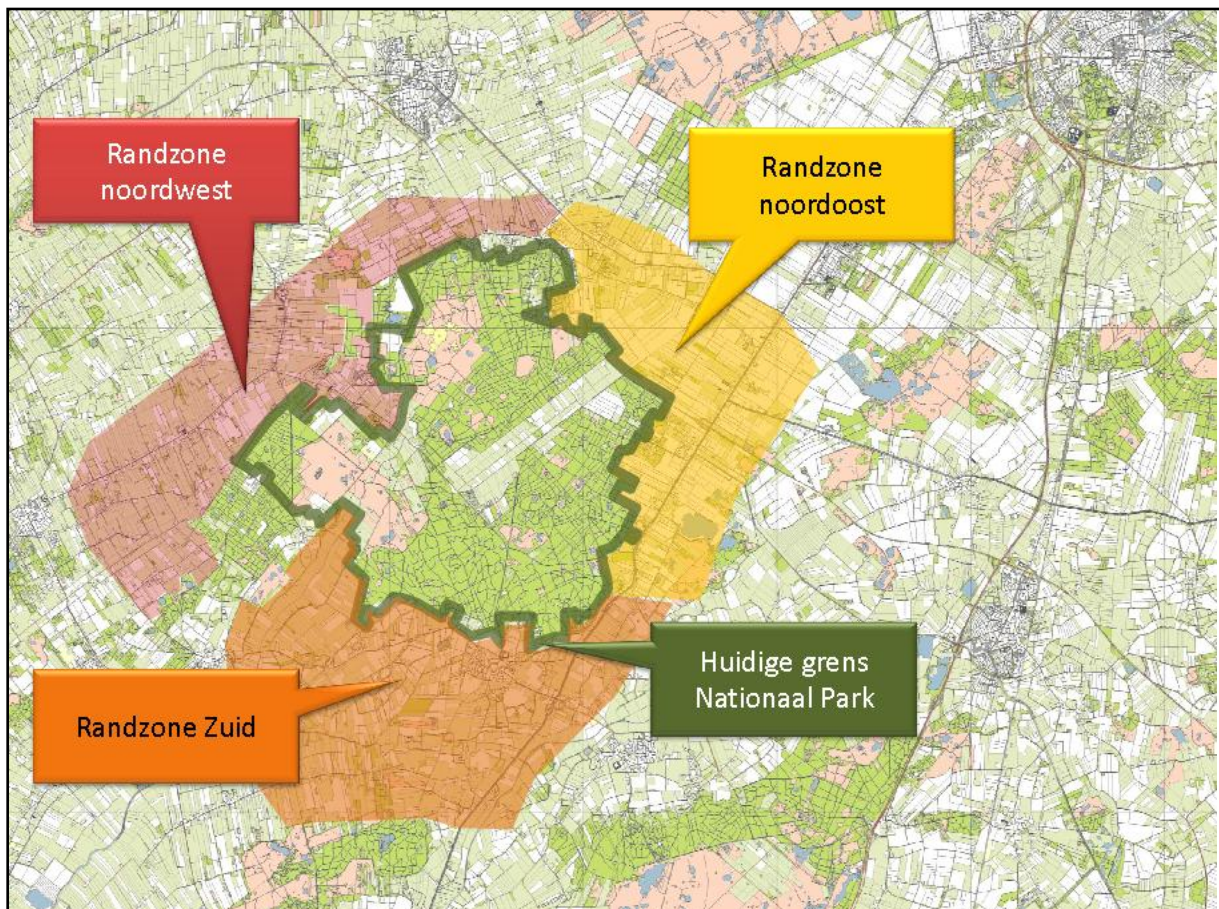 Randzone
noordwest
Randzone
noordoost
Huidige grens
Nationaal Park
Randzone Zuid